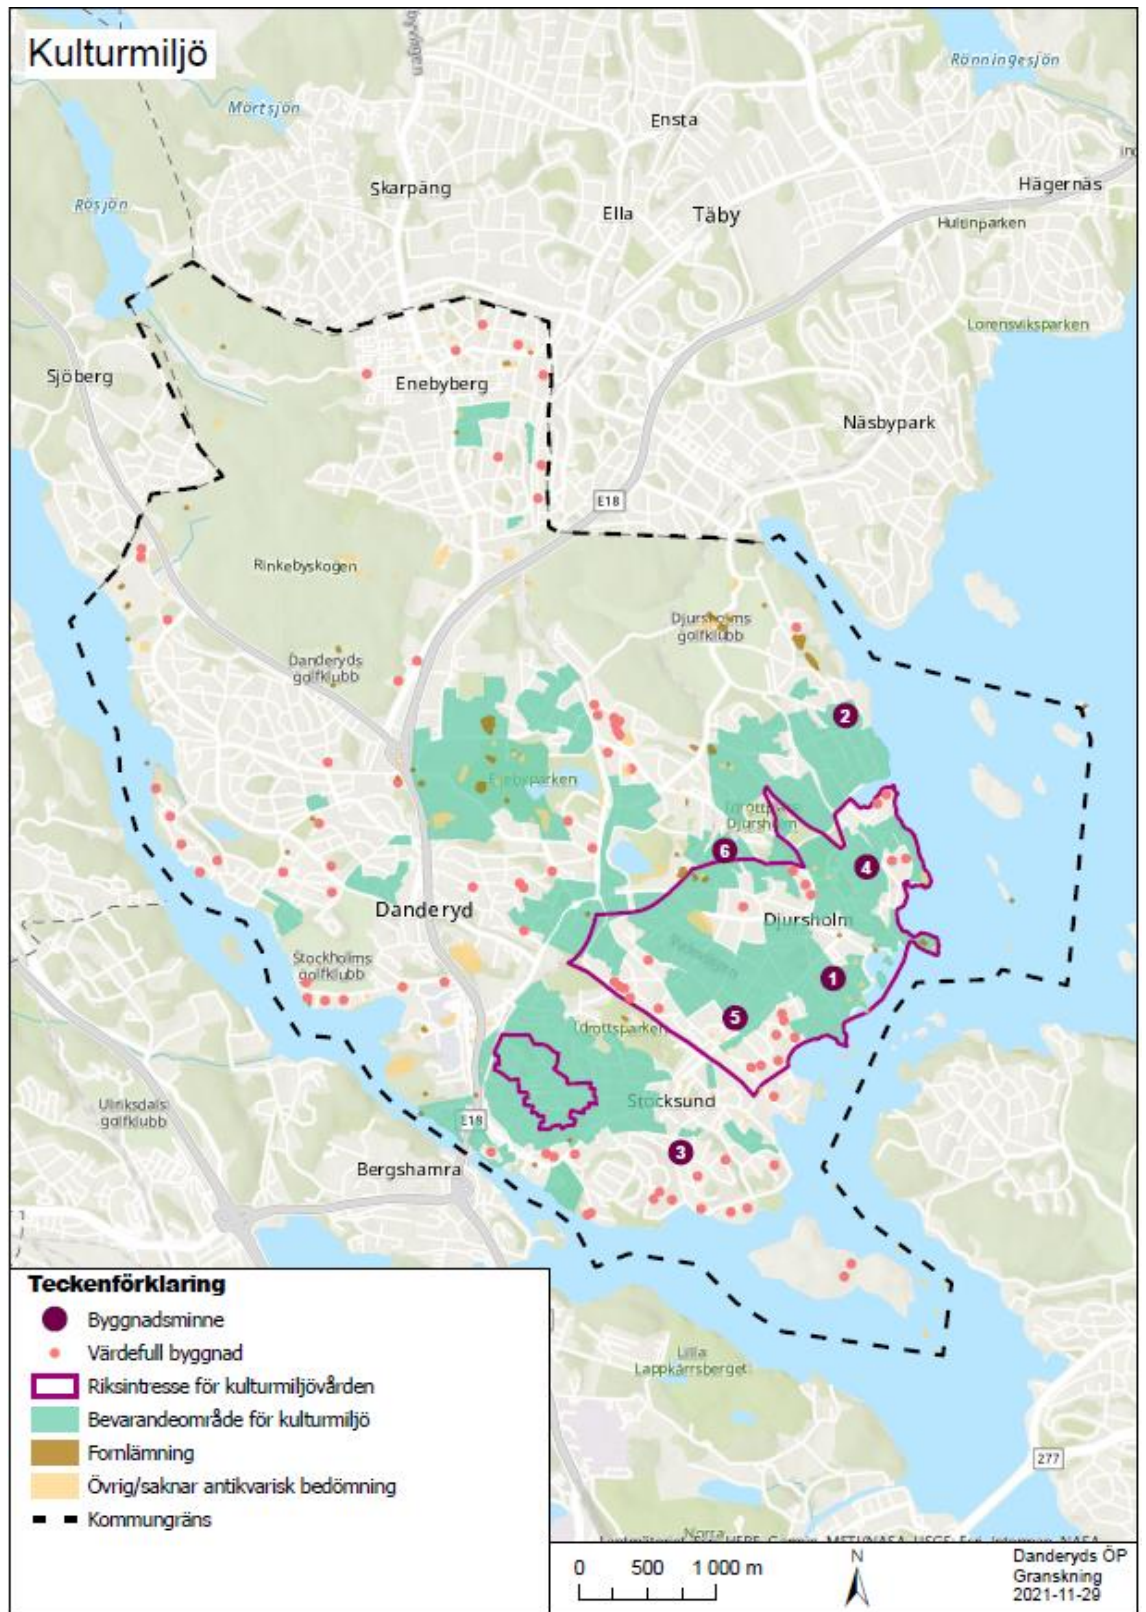 Kulturmiljö
Rönningesjön
Mörtsjön
Ensta
Skarpäng
Hägernäs
Rösjön
Ella
Täby
Hultinparken
Lorensviksparken
Sjöberg
Enebyberg
Näsbypark
E18
Rinkebyskogen
Djursholms
golfklubb
Danderyds
golfklubb
2
6
4
Danderyd
Djursholm
Stockholms
golfklubb
1
5
Idrottsparken
Ulriksdals
golfklubb
E18
Stocksund
3
Bergshamra
Lilla
Lappkärrsberget
277
Norra
Teckenförklaring
Byggnadsminne
Värdefull byggnad
Riksintresse för kulturmiljövården
Bevarandeområde för kulturmiljö
Fornlämning
Övrig/saknar antikvarisk bedömning
Kommungräns
0 500 1 000 m
N
Danderyds ÖP
Granskning
2021-11-29